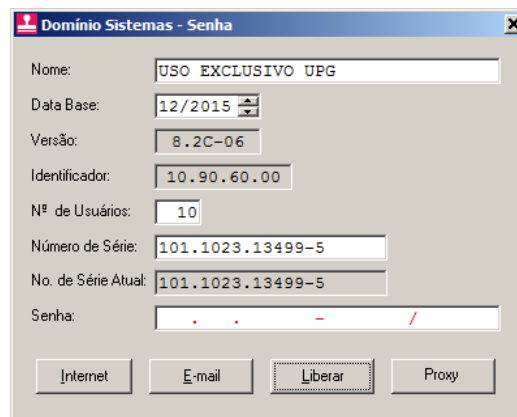 Domínio Sistemas - Senha
Nome: USO EXCLUSIVO UPG
Data Base: 12/2015
Versão: 8.2C-06
Identificador: 10.90.60.00
Nº de Usuários: 10
Número de Série: 101.1023.13499-5
No. de Série Atual: 101.1023.13499-5
Senha: . . - /
Internet E-mail Liberar Proxy